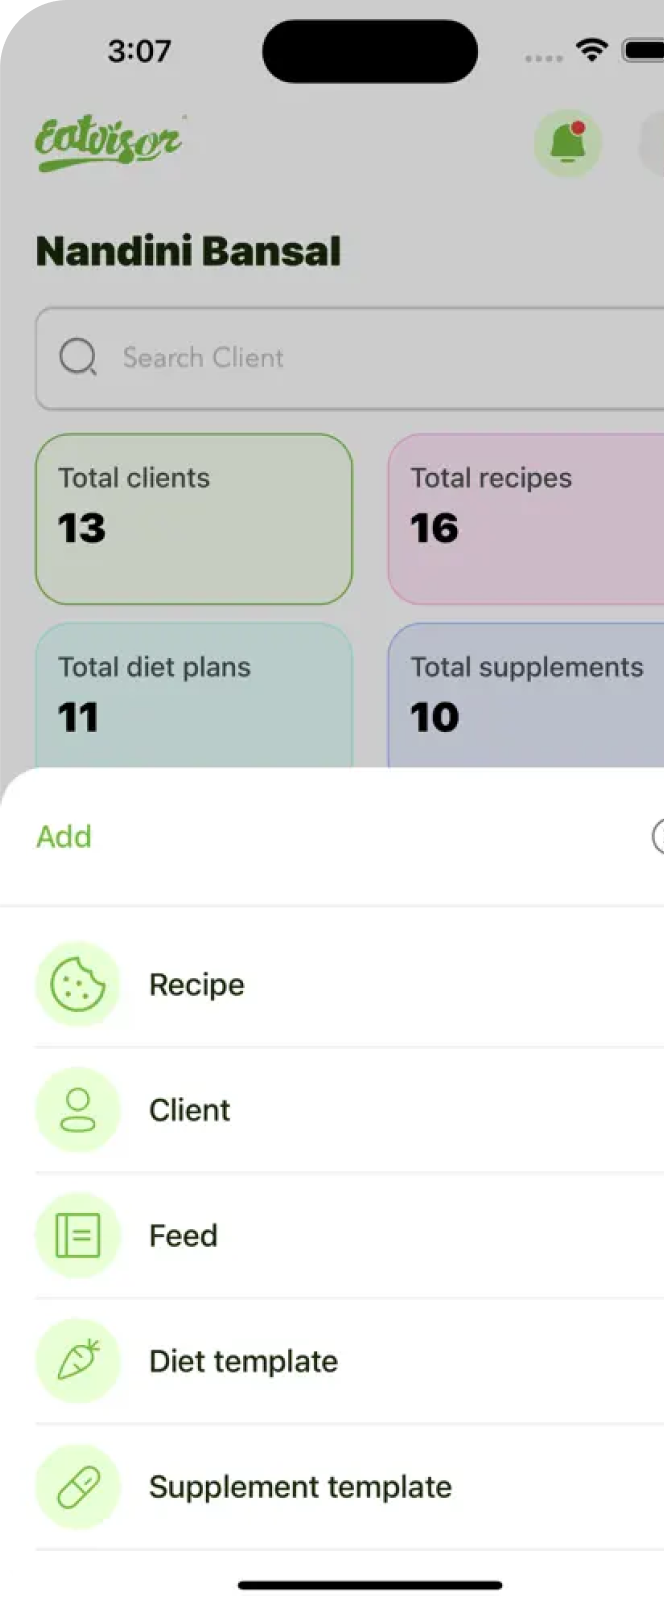 3:07
Eatvisor
Nandini Bansal
Search Client
Total clients
13
Total recipes
16
Total diet plans
11
Total supplements
10
Add
Recipe
Client
Feed
Diet template
Supplement template